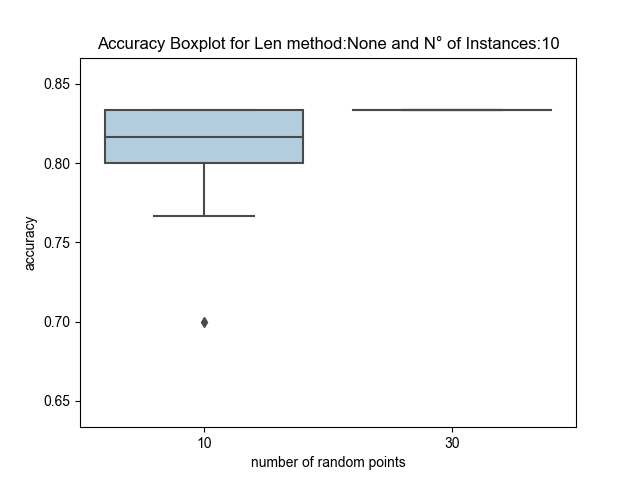 Accuracy Boxplot for Len method:None and N° of Instances:10
0.85
0.80
0.75
0.70
0.65
accuracy
10 30
number of random points